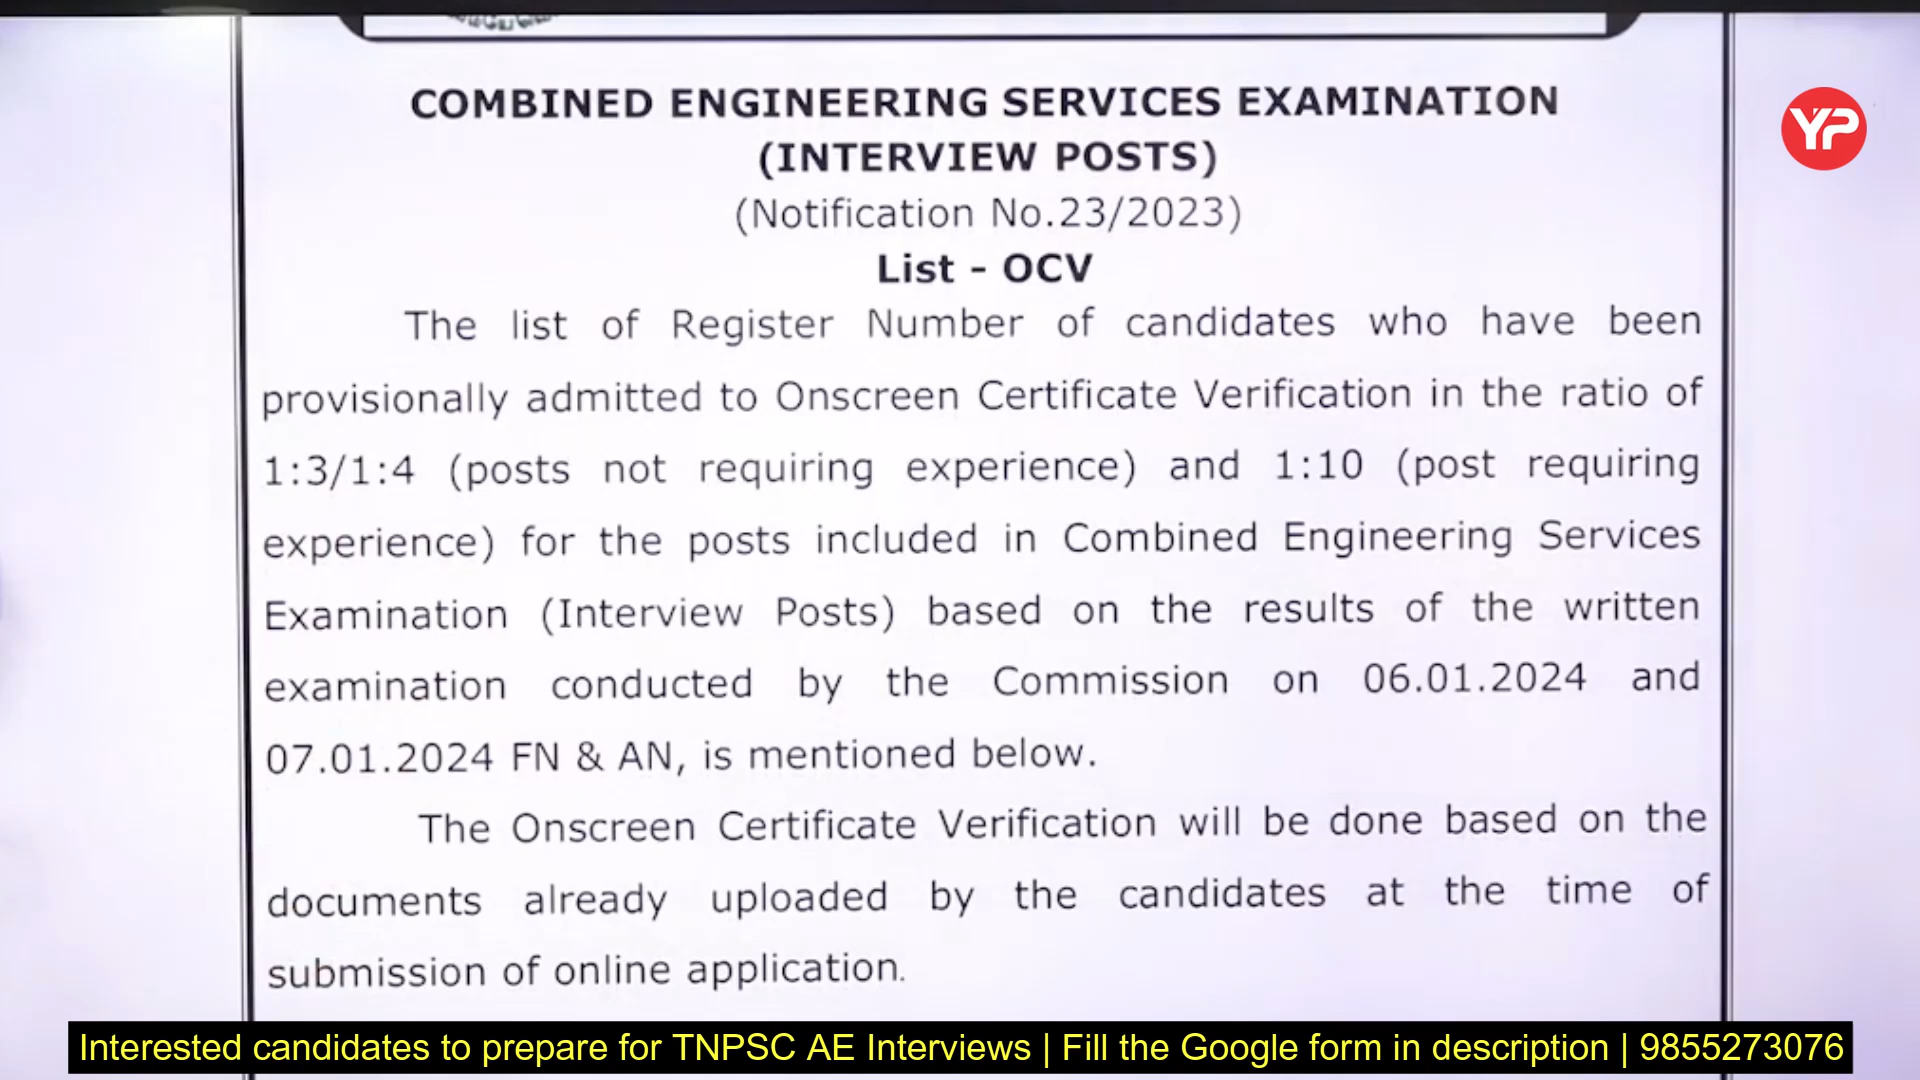 COMBINED ENGINEERING SERVICES EXAMINATION
(INTERVIEW POSTS)
(Notification No.23/2023)
List - OCV
The list of Register Number of candidates who have been
provisionally admitted to Onscreen Certificate Verification in the ratio of
1:3/1:4 (posts not requiring experience) and 1:10 (post requiring
experience) for the posts included in Combined Engineering Services
Examination (Interview Posts) based on the results of the written
examination conducted by the Commission on 06.01.2024 and
07.01.2024 FN & AN, is mentioned below.
The Onscreen Certificate Verification will be done based on the
documents already uploaded by the candidates at the time of
submission of online application.
YP
Interested candidates to prepare for TNPSC AE Interviews | Fill the Google form in description | 9855273076